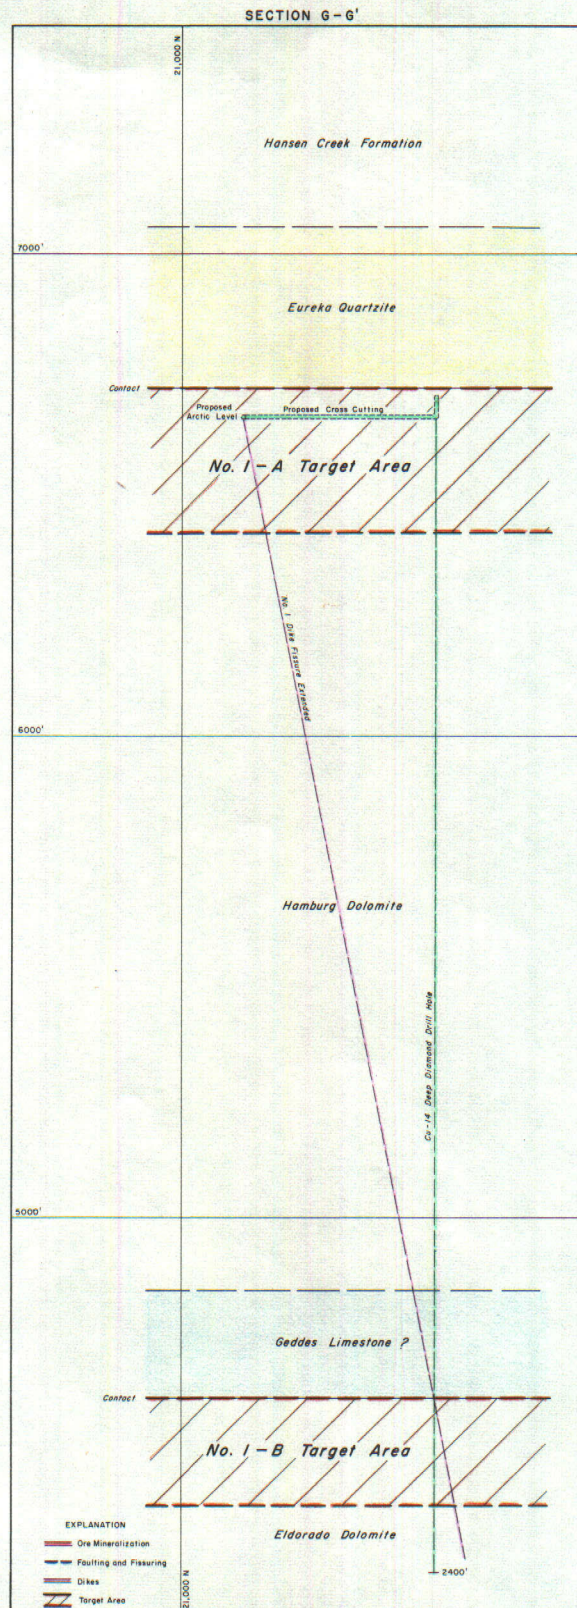 SECTION G-G'
21,000 N
Hansen Creek Formation
7000'
Eureka Quartzite
Contact
Proposed
Arctic Level
Proposed Cross Cutting
No. 1-A Target Area
No. 1 Dike Fissure Extended
6000'
Hamburg Dolomite
Cu-14 Deep Diamond Drill Hole
5000'
Geddes Limestone ?
Contact
No. 1-B Target Area
Eldorado Dolomite
EXPLANATION
Ore Mineralization
Faulting and Fissuring
Dikes
Target Area
21,000 N
2400'